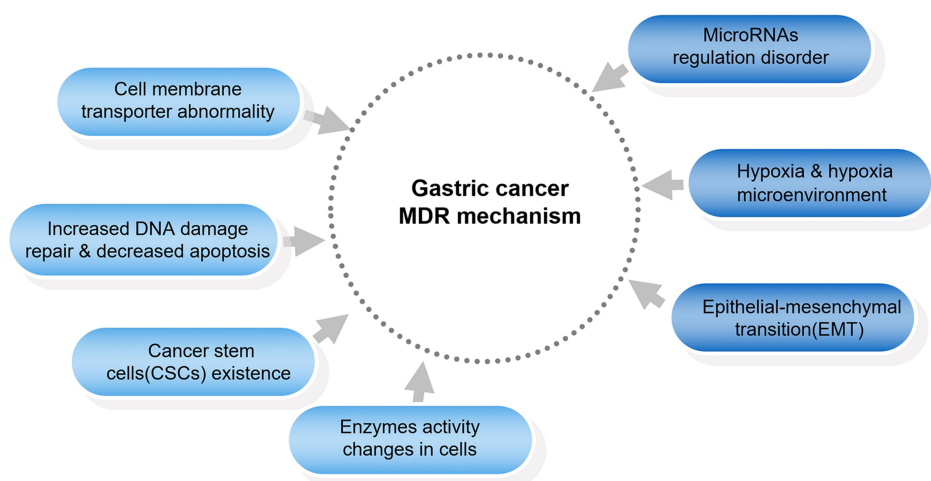 MicroRNAs
regulation disorder
Cell membrane
transporter abnormality
Hypoxia & hypoxia
microenvironment
Gastric cancer
MDR mechanism
Increased DNA damage
repair & decreased apoptosis
Epithelial-mesenchymal
transition(EMT)
Cancer stem
cells(CSCs) existence
Enzymes activity
changes in cells